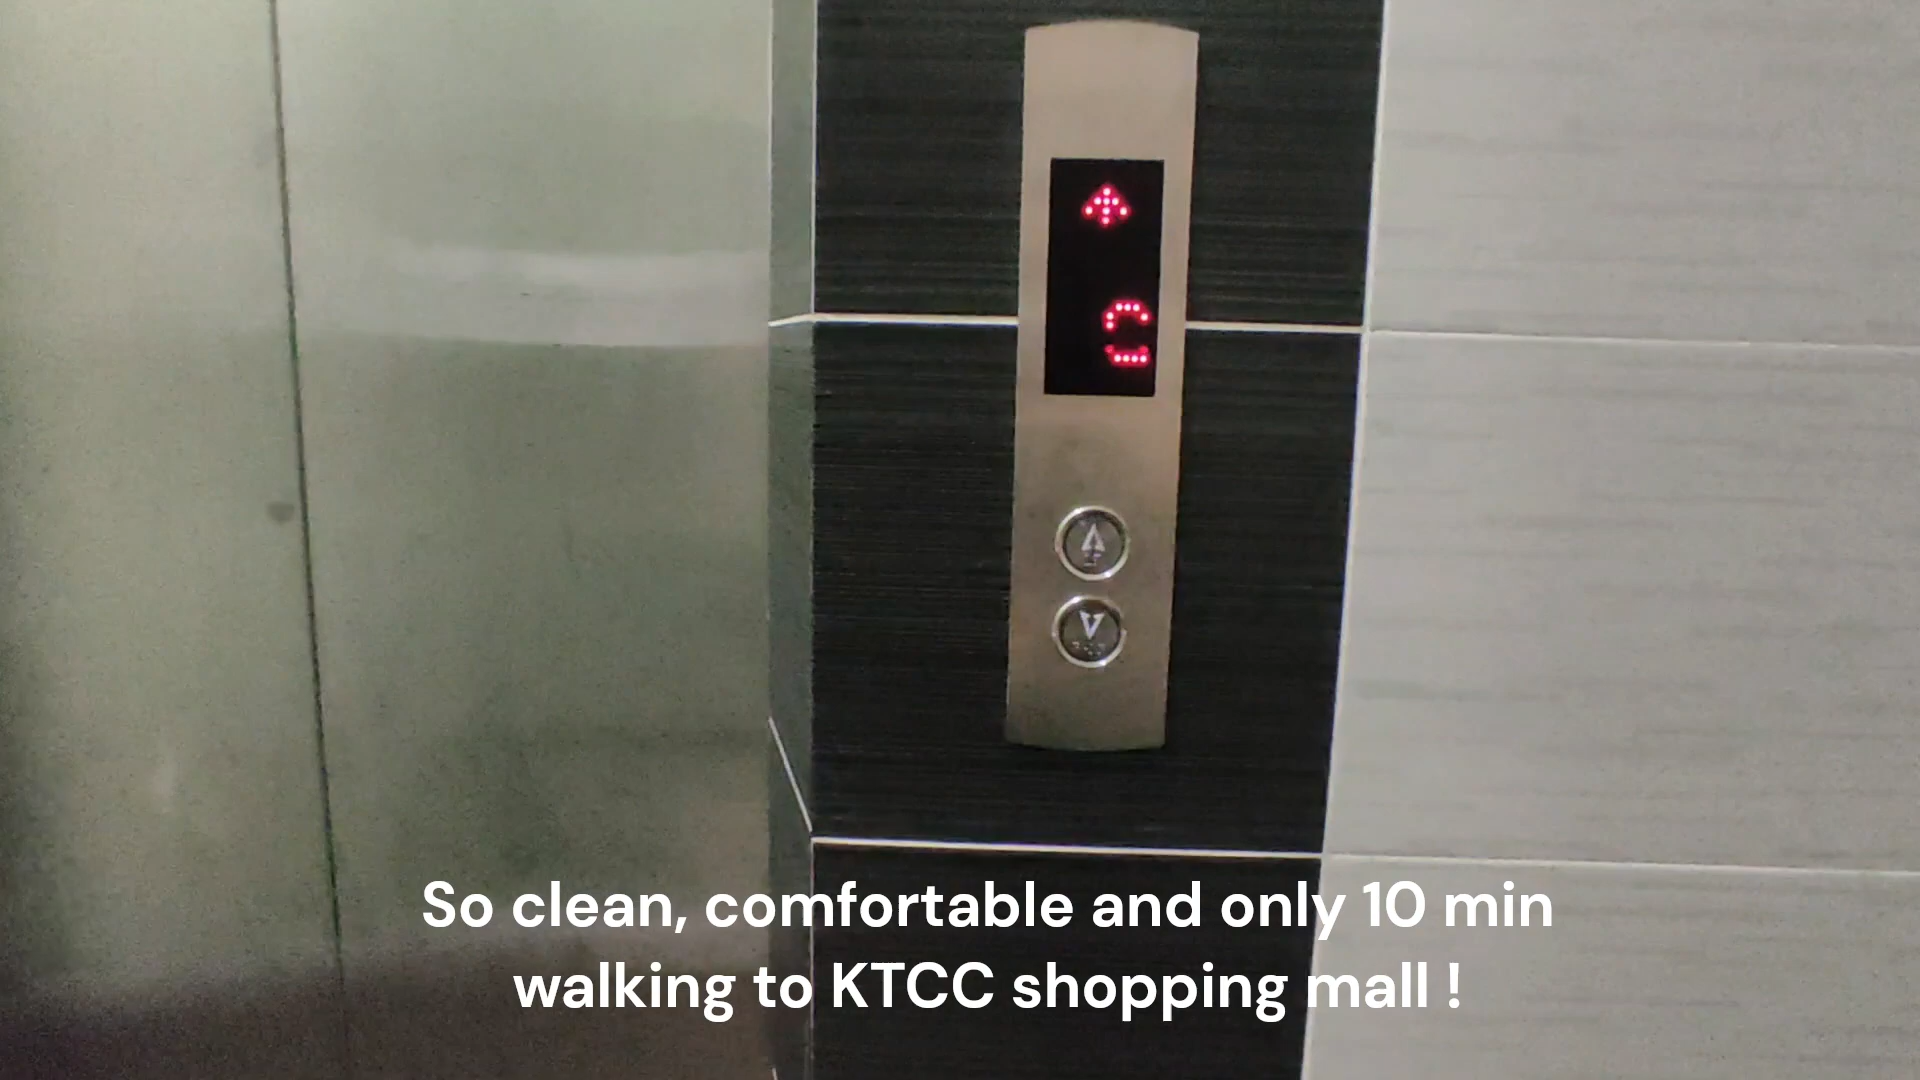 C
So clean, comfortable and only 10 min
walking to KTCC shopping mall !